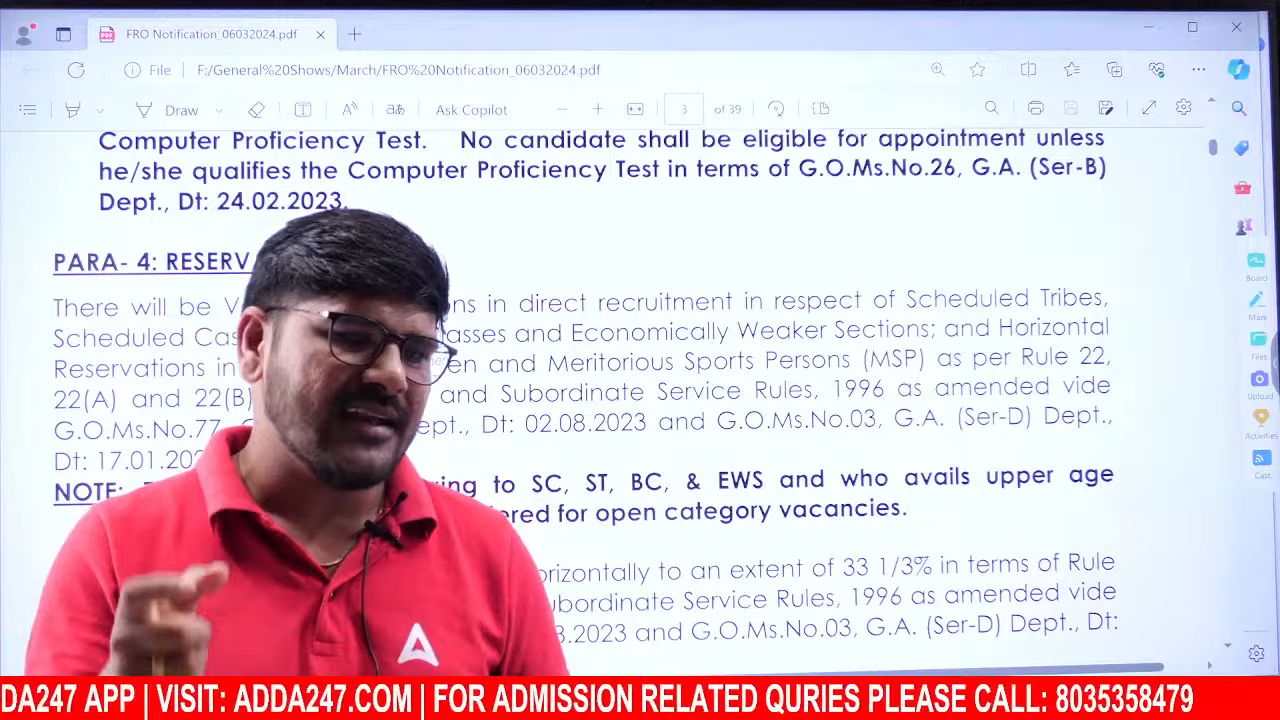 FRO Notification_06032024.pdf
File
F:/General%20Shows/March/FRO%20Notification_06032024.pdf
Draw
Ask Copilot
3
of 39
Computer Proficiency Test. No candidate shall be eligible for appointment unless
he/she qualifies the Computer Proficiency Test in terms of G.O.Ms.No.26, G.A. (Ser-B)
Dept., Dt: 24.02.2023.
PARA- 4: RESERV
There will be V ons in direct recruitment in respect of Scheduled Tribes,
Scheduled Cas asses and Economically Weaker Sections; and Horizontal
Reservations in en and Meritorious Sports Persons (MSP) as per Rule 22,
22(A) and 22(B) and Subordinate Service Rules, 1996 as amended vide
G.O.Ms.No.77, ept., Dt: 02.08.2023 and G.O.Ms.No.03, G.A. (Ser-D) Dept.,
Dt: 17.01.20
NOTE: ing to SC, ST, BC, & EWS and who avails upper age
ered for open category vacancies.
orizontally to an extent of 33 1/3% in terms of Rule
ubordinate Service Rules, 1996 as amended vide
.2023 and G.O.Ms.No.03, G.A. (Ser-D) Dept., Dt:
Board
Mark
Files
Upload
Activities
Cast
DA247 APP | VISIT: ADDA247.COM | FOR ADMISSION RELATED QURIES PLEASE CALL: 8035358479